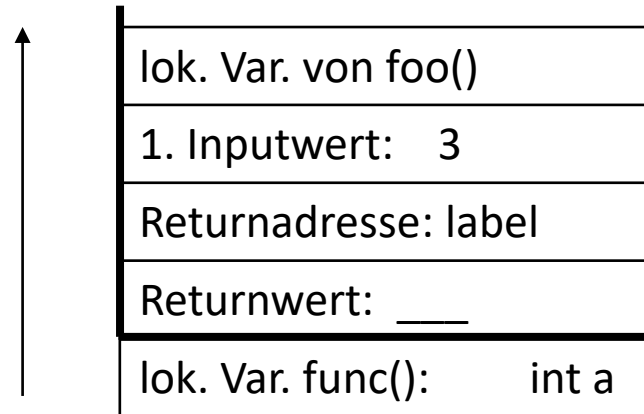 lok. Var. von foo()
1. Inputwert: 3
Returnadresse: label
Returnwert: ___
lok. Var. func(): int a